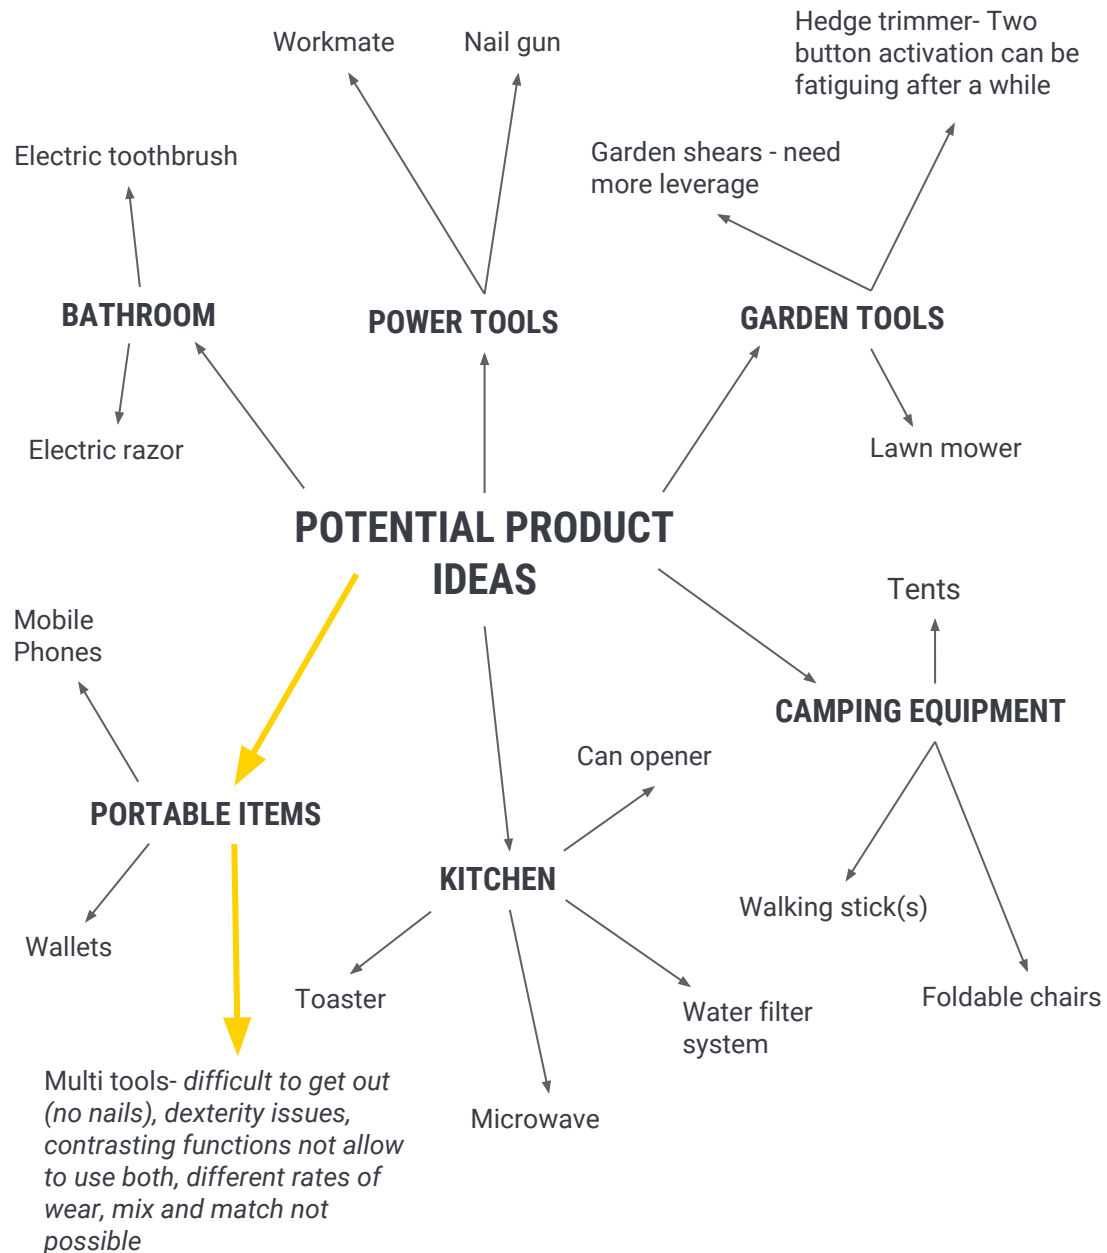 Workmate
Nail gun
Hedge trimmer- Two
button activation can be
fatiguing after a while
Electric toothbrush
Garden shears - need
more leverage
BATHROOM
POWER TOOLS
GARDEN TOOLS
Electric razor
Lawn mower
POTENTIAL PRODUCT
IDEAS
Mobile
Phones
Tents
CAMPING EQUIPMENT
Can opener
PORTABLE ITEMS
KITCHEN
Walking stick(s)
Wallets
Toaster
Foldable chairs
Water filter
system
Multi tools- difficult to get out
(no nails), dexterity issues,
contrasting functions not allow
to use both, different rates of
wear, mix and match not
possible
Microwave